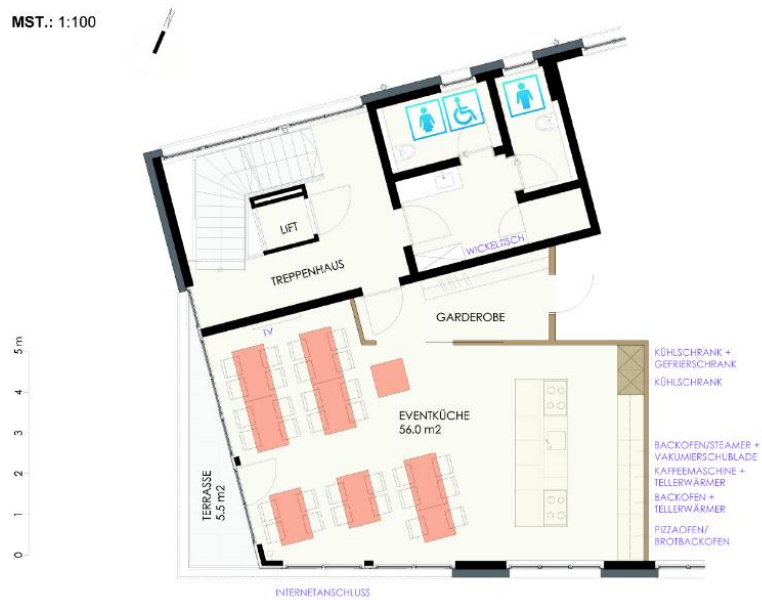 MST.: 1:100
LIFT
TREPPENHAUS
WICKELTISCH
GARDEROBE
TV
5 m
4
3
2
1
0
EVENTKÜCHE
56.0 m2
TERRASSE
5.5 m2
KÜHLSCHRANK +
GEFRIERSCHRANK
KÜHLSCHRANK
BACKOFEN/STEAMER +
VAKUMIERSCHUBLADE
KAFFEEMASCHINE +
TELLERWÄRMER
BACKOFEN +
TELLERWÄRMER
PIZZAOFEN/
BROTBACKOFEN
INTERNETANSCHLUSS